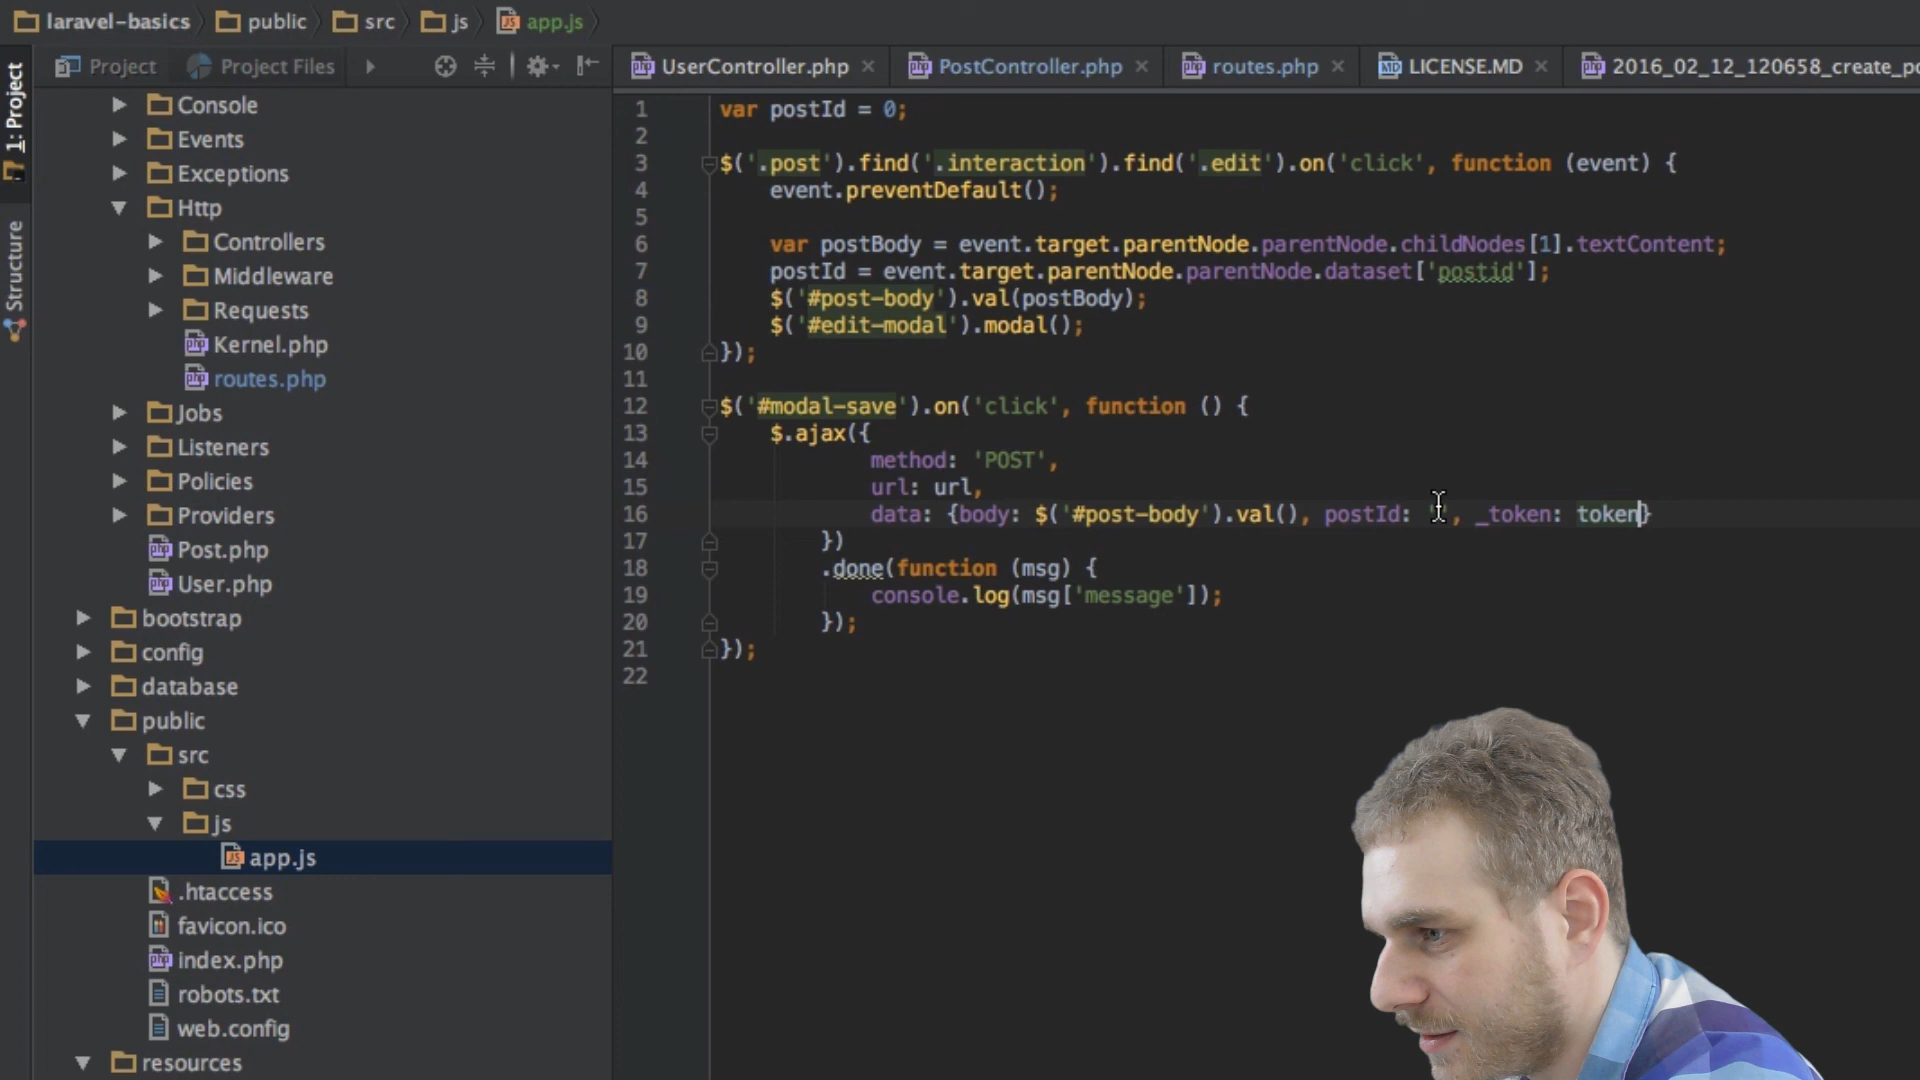 laravel-basics public src js app.js
1: Project
Structure
Project Project Files
Console
Events
Exceptions
Http
Controllers
Middleware
Requests
Kernel.php
routes.php
Jobs
Listeners
Policies
Providers
Post.php
User.php
bootstrap
config
database
public
src
css
js
app.js
.htaccess
favicon.ico
index.php
robots.txt
web.config
resources
UserController.php PostController.php routes.php LICENSE.MD 2016_02_12_120658_create_po
1 var postId = 0;
2
3 $('.post').find('.interaction').find('.edit').on('click', function (event) {
4 event.preventDefault();
5
6 var postBody = event.target.parentNode.parentNode.childNodes[1].textContent;
7 postId = event.target.parentNode.parentNode.dataset['postid'];
8 $('#post-body').val(postBody);
9 $('#edit-modal').modal();
10 });
11
12 $('#modal-save').on('click', function () {
13 $.ajax({
14 method: 'POST',
15 url: url,
16 data: {body: $('#post-body').val(), postId: '', _token: token}
17 })
18 .done(function (msg) {
19 console.log(msg['message']);
20 });
21 });
22